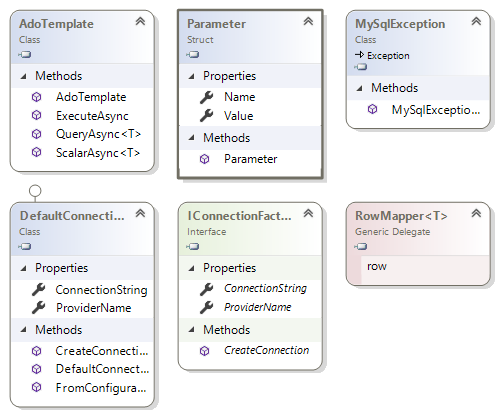 AdoTemplate
Class
Methods
AdoTemplate
ExecuteAsync
QueryAsync<T>
ScalarAsync<T>
Parameter
Struct
Properties
Name
Value
Methods
Parameter
MySqlException
Class
Exception
Methods
MySqlExceptio...
DefaultConnecti...
Class
Properties
ConnectionString
ProviderName
Methods
CreateConnecti...
DefaultConnect...
FromConfigura...
IConnectionFact...
Interface
Properties
ConnectionString
ProviderName
Methods
CreateConnection
RowMapper<T>
Generic Delegate
row